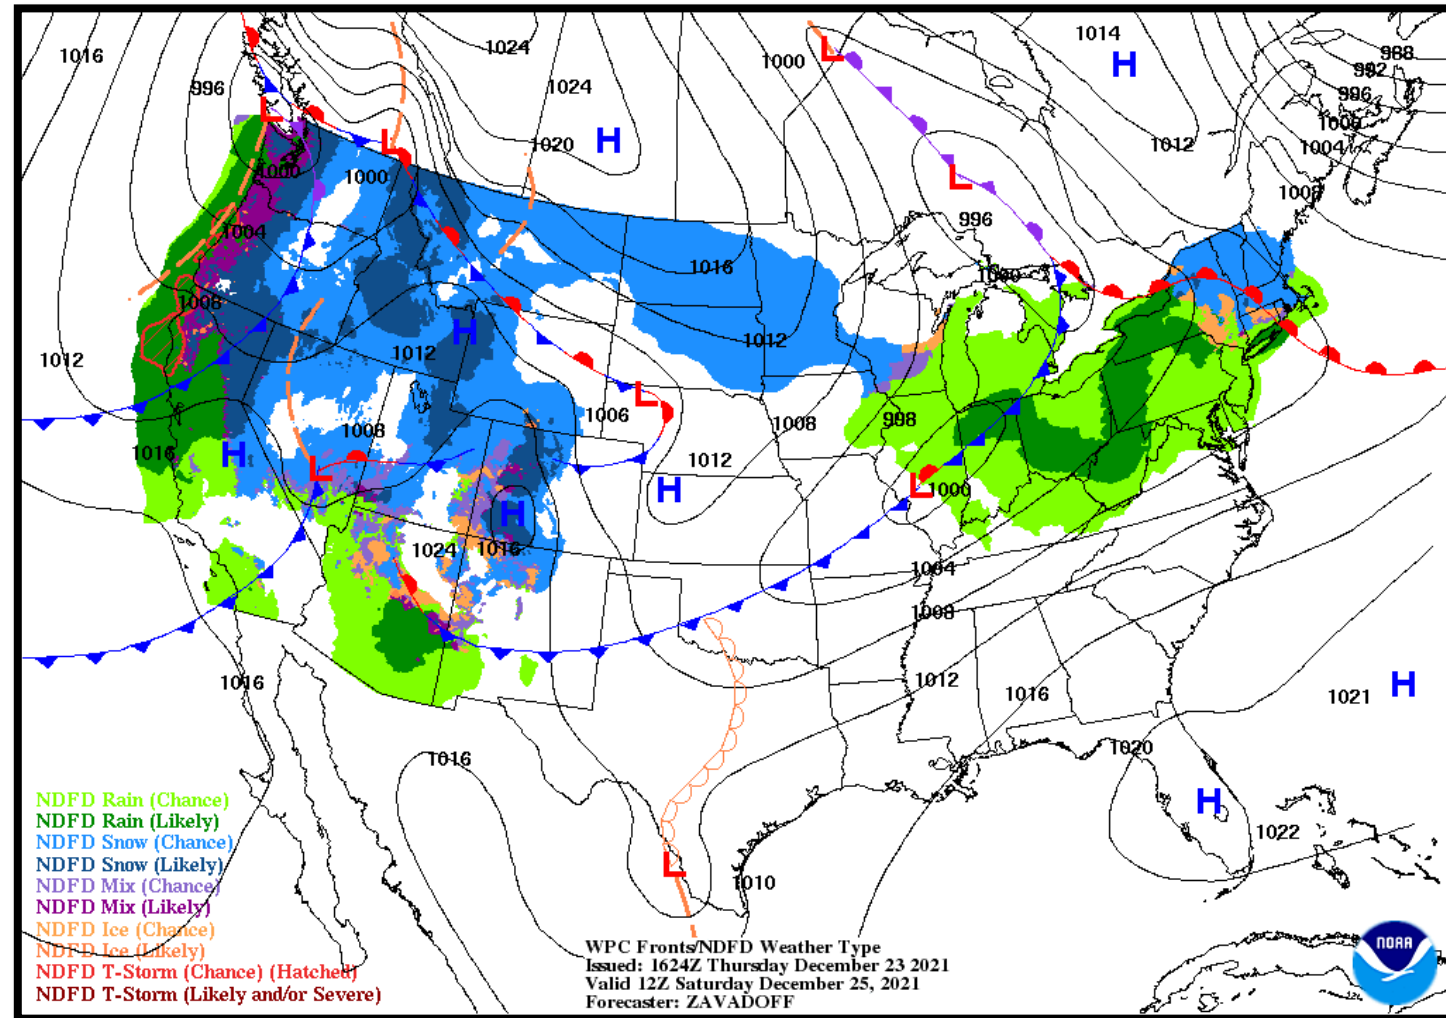 1016
1024
1014
988
1000
992
996
1024
996
1000
1020
1012
1004
1000
1000
1008
996
1004
1016
1000
1008
1012
1012
1012
1006
1008
998
1008
1016
1012
1000
1024
1016
1004
1008
1016
1012
1016
1021
1020
1016
1022
1010
H
H
H
H
H
H
H
H
L
L
L
L
L
L
L
L
NDFD Rain (Chance)
NDFD Rain (Likely)
NDFD Snow (Chance)
NDFD Snow (Likely)
NDFD Mix (Chance)
NDFD Mix (Likely)
NDFD Ice (Chance)
NDFD Ice (Likely)
NDFD T-Storm (Chance) (Hatched)
NDFD T-Storm (Likely and/or Severe)
WPC Fronts/NDFD Weather Type
Issued: 1624Z Thursday December 23 2021
Valid 12Z Saturday December 25, 2021
Forecaster: ZAVADOFF
NOAA